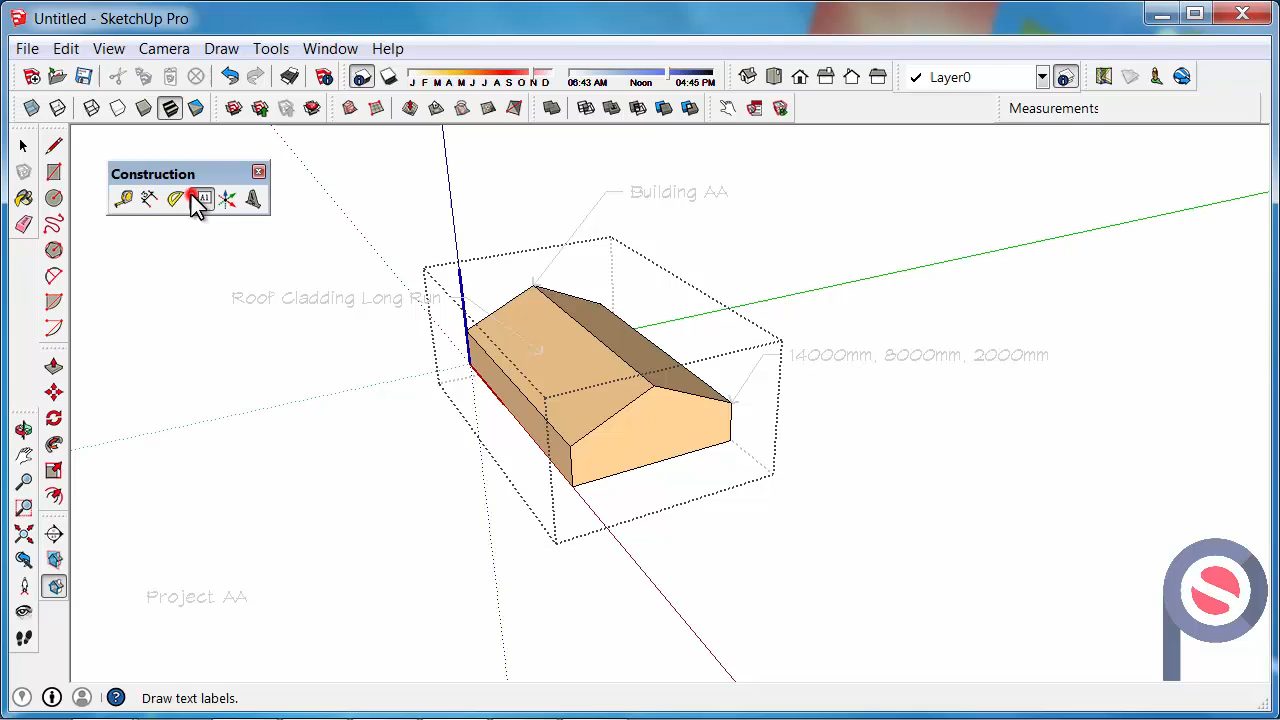 Untitled - SketchUp Pro
File Edit View Camera Draw Tools Window Help
J F M A M J J A S O N D
06:43 AM Noon 04:45 PM
Layer0
Measurements
Construction
A1
Building AA
Roof Cladding Long Run
14000mm, 8000mm, 2000mm
Project AA
Draw text labels.